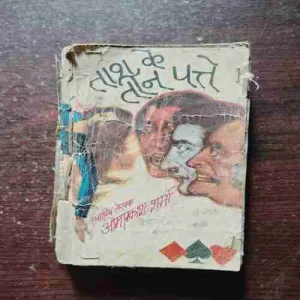 ताश के
तीन पत्ते
लेखक
ओमप्रकाश शर्मा